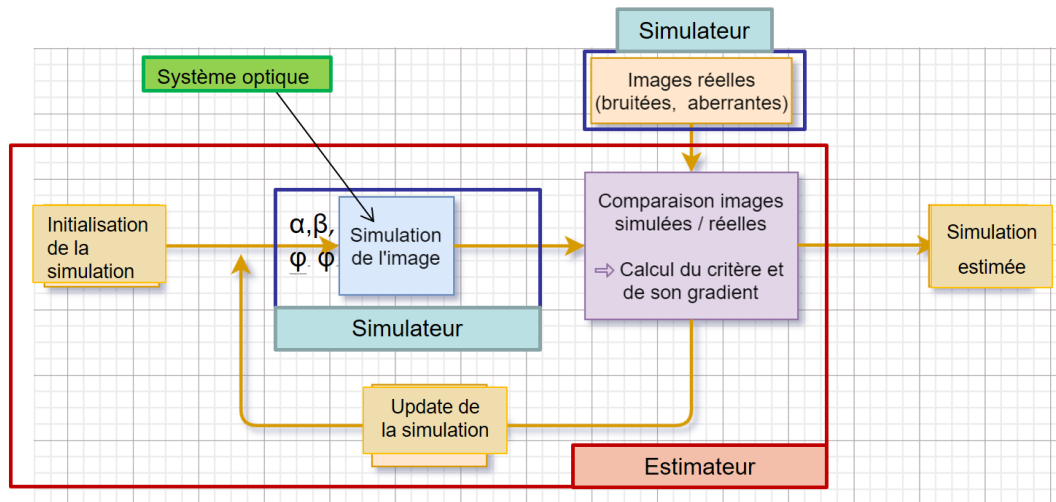 Simulateur
Système optique
Images réelles
(bruitées, aberrantes)
Initialisation
de la
simulation
α,β,
φ φ
Simulation
de l'image
Simulateur
Comparaison images
simulées / réelles
⇨ Calcul du critère et
de son gradient
Simulation
estimée
Update de
la simulation
Estimateur